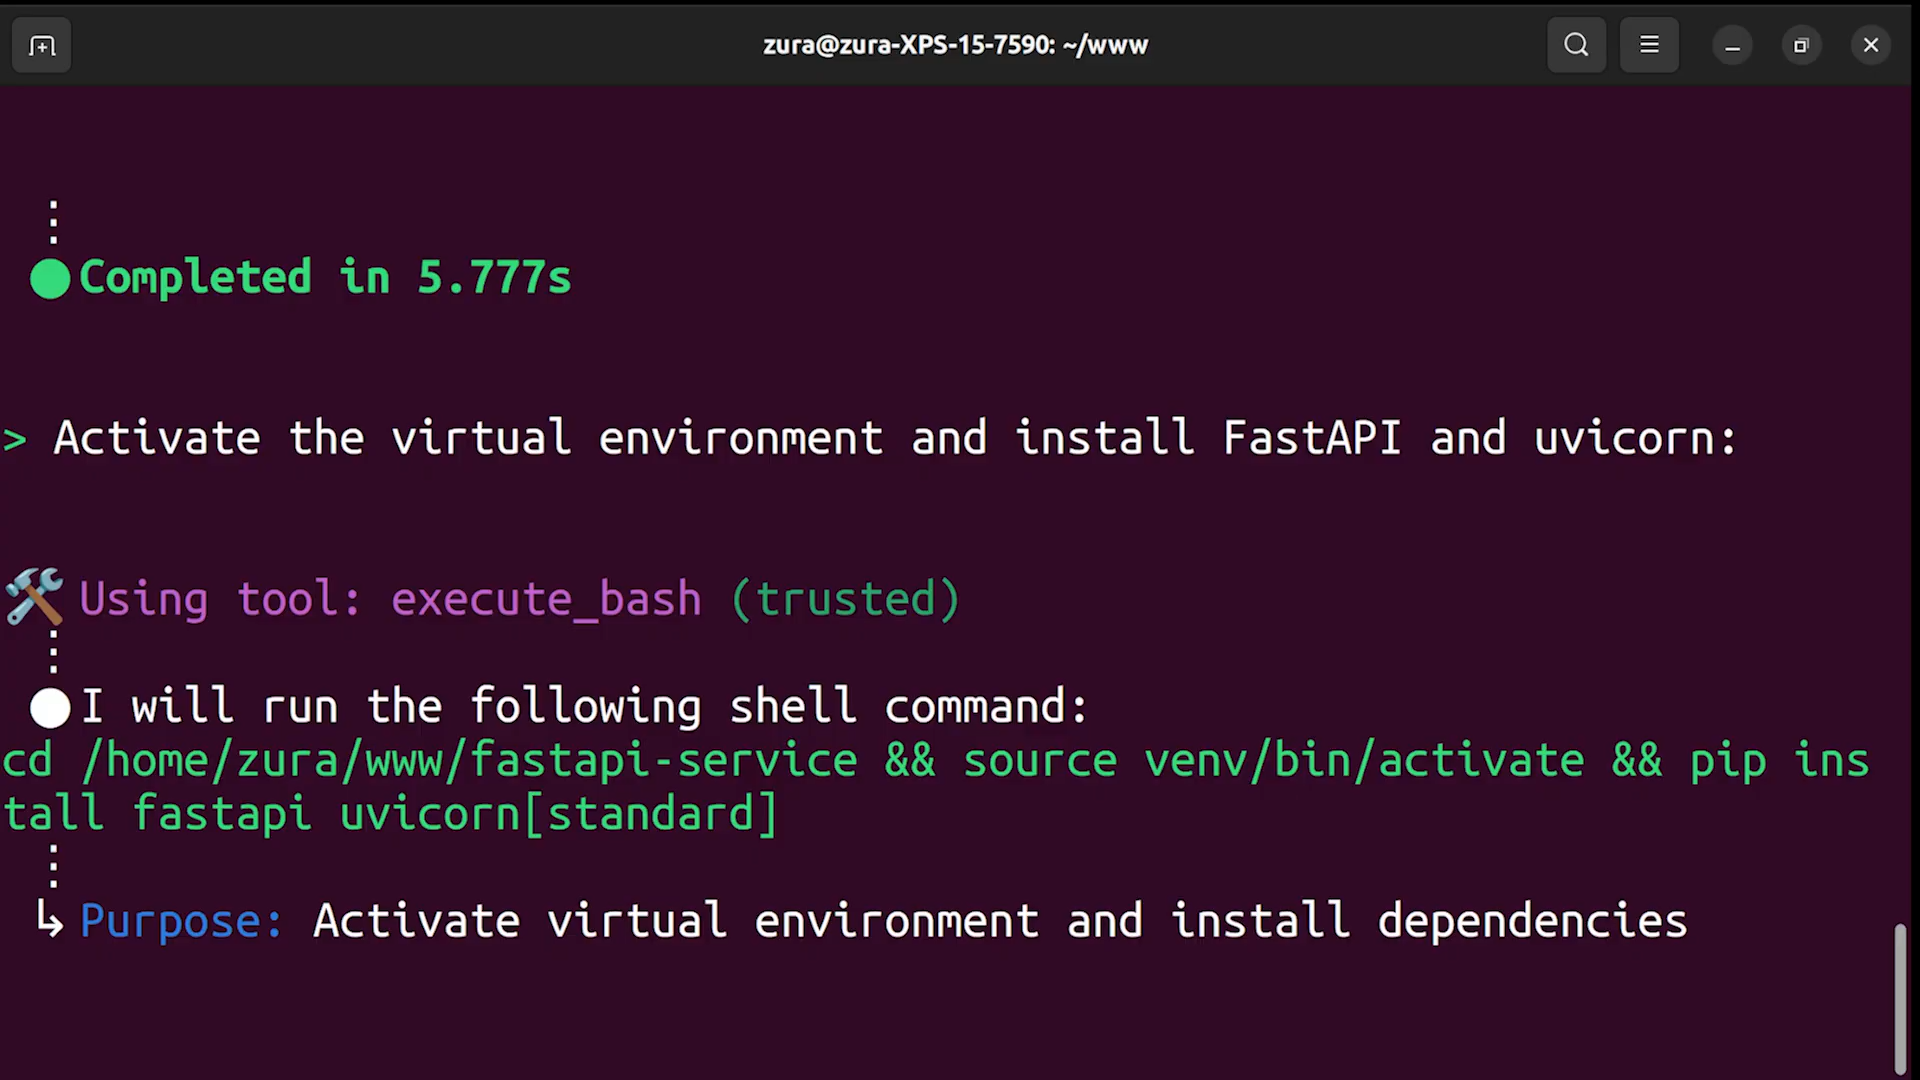 zura@zura-XPS-15-7590: ~/www
Completed in 5.777s
> Activate the virtual environment and install FastAPI and uvicorn:
Using tool: execute_bash (trusted)
I will run the following shell command:
cd /home/zura/www/fastapi-service && source venv/bin/activate && pip ins
tall fastapi uvicorn[standard]
↳ Purpose: Activate virtual environment and install dependencies